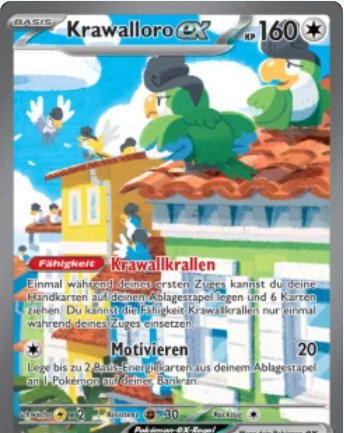 BASIS Krawalloro ex KP 160
Fähigkeit Krawallkrallen
Einmal während deines ersten Zuges kannst du deine
Handkarten auf deinen Ablagestapel legen und 6 Karten
ziehen. Du kannst die Fähigkeit Krawallkrallen nur einmal
während deines Zuges einsetzen.
Motivieren 20
Lege bis zu 2 Basis-Energiekarten aus deinem Ablagestapel
an 1 Pokémon auf deiner Bank an.
Schwäche x2 Resistenz -30 Rückzug
Pokémon-ex-Regel